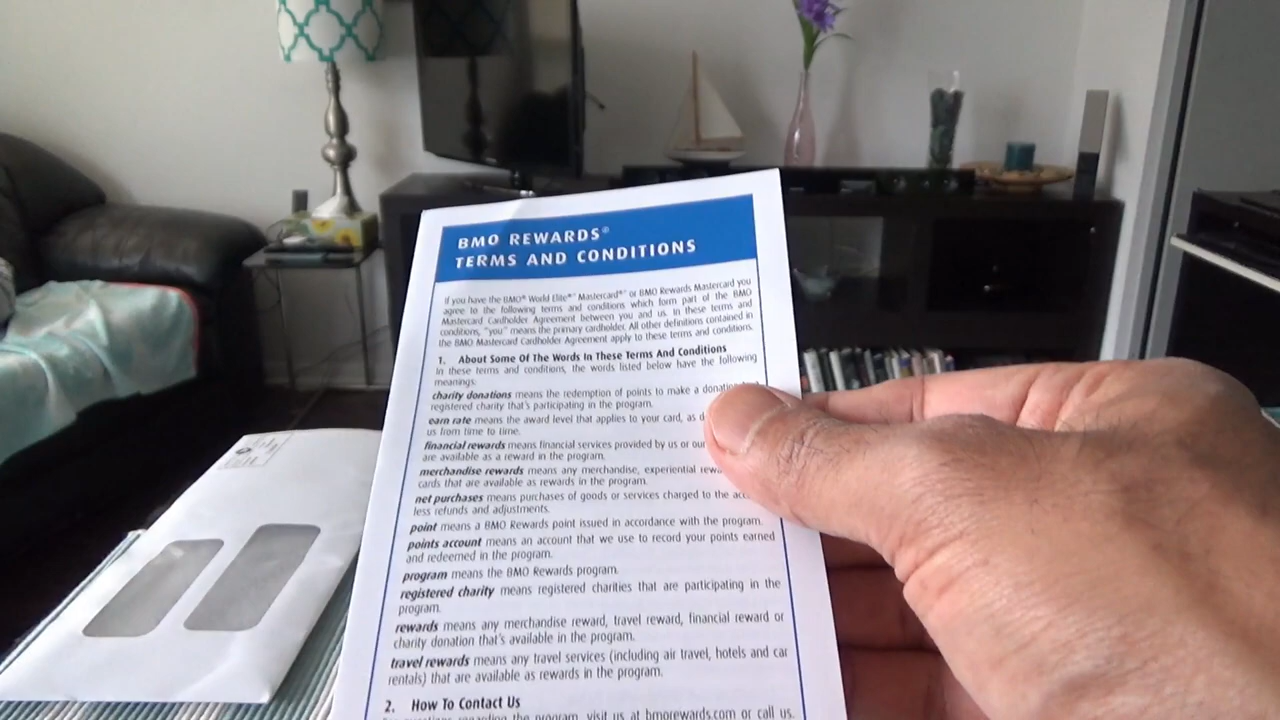 BMO REWARDS®
TERMS AND CONDITIONS
If you have the BMO® World Elite®* Mastercard®* or BMO Rewards Mastercard you
agree to the following terms and conditions which form part of the BMO
Mastercard Cardholder Agreement between you and us. In these terms and
conditions, "you" means the primary cardholder. All other definitions contained in
the BMO Mastercard Cardholder Agreement apply to these terms and conditions.
1. About Some Of The Words In These Terms And Conditions
In these terms and conditions, the words listed below have the following
meanings.
charity donations means the redemption of points to make a donation
registered charity that's participating in the program.
earn rate means the award level that applies to your card, as
us from time to time.
financial rewards means financial services provided by us or our
are available as a reward in the program.
merchandise rewards means any merchandise, experiential
cards that are available as rewards in the program.
net purchases means purchases of goods or services charged to the
less refunds and adjustments.
point means a BMO Rewards point issued in accordance with the program.
points account means an account that we use to record your points earned
and redeemed in the program.
program means the BMO Rewards program.
registered charity means registered charities that are participating in the
program.
rewards means any merchandise reward, travel reward, financial reward or
charity donation that's available in the program.
travel rewards means any travel services (including air travel, hotels and car
rentals) that are available as rewards in the program.
2. How To Contact Us
regarding the program, visit us at bmorewards.com or call us.